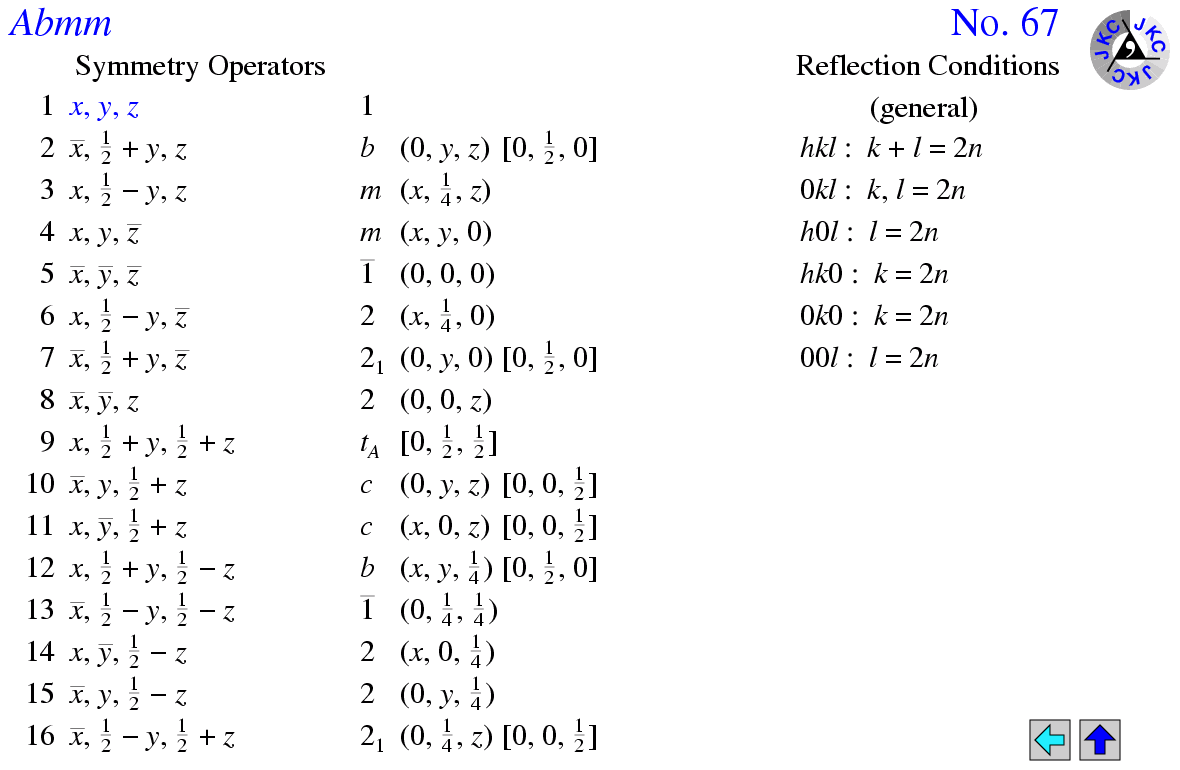 Abmm No. 67
JKC JKC JKC
Symmetry Operators Reflection Conditions
1 x, y, z 1 (general)
2 x̅, 1/2 + y, z b (0, y, z) [0, 1/2, 0] hkl : k + l = 2n
3 x, 1/2 − y, z m (x, 1/4, z) 0kl : k, l = 2n
4 x, y, z̅ m (x, y, 0) h0l : l = 2n
5 x̅, y̅, z̅ 1̅ (0, 0, 0) hk0 : k = 2n
6 x, 1/2 − y, z̅ 2 (x, 1/4, 0) 0k0 : k = 2n
7 x̅, 1/2 + y, z̅ 2₁ (0, y, 0) [0, 1/2, 0] 00l : l = 2n
8 x̅, y̅, z 2 (0, 0, z)
9 x, 1/2 + y, 1/2 + z t_A [0, 1/2, 1/2]
10 x̅, y, 1/2 + z c (0, y, z) [0, 0, 1/2]
11 x, y̅, 1/2 + z c (x, 0, z) [0, 0, 1/2]
12 x, 1/2 + y, 1/2 − z b (x, y, 1/4) [0, 1/2, 0]
13 x̅, 1/2 − y, 1/2 − z 1̅ (0, 1/4, 1/4)
14 x, y̅, 1/2 − z 2 (x, 0, 1/4)
15 x̅, y, 1/2 − z 2 (0, y, 1/4)
16 x̅, 1/2 − y, 1/2 + z 2₁ (0, 1/4, z) [0, 0, 1/2]